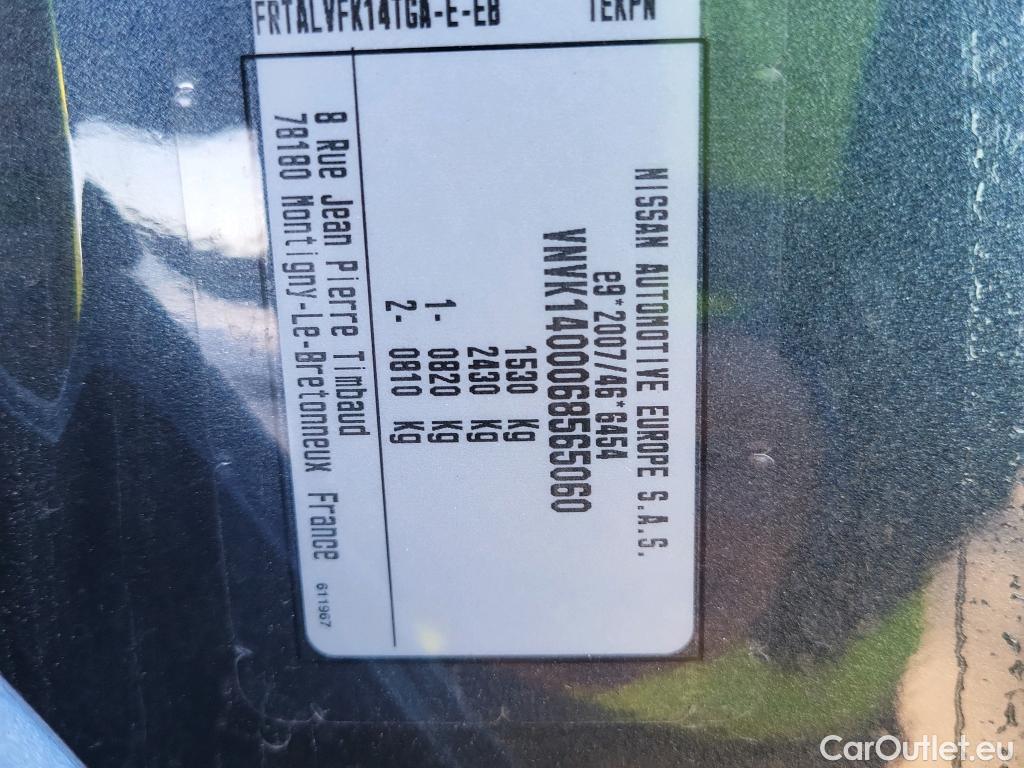 NISSAN AUTOMOTIVE EUROPE S.A.S.
e9*2007/46*6454
VNVK1400068565060
1530 Kg
2430 Kg
1- 0820 Kg
2- 0810 Kg
8 Rue Jean Pierre Timbaud
78180 Montigny-Le-Bretonneux France
611967
FRTALVFK14TGA-E-EB TEKPN
CarOutlet.eu